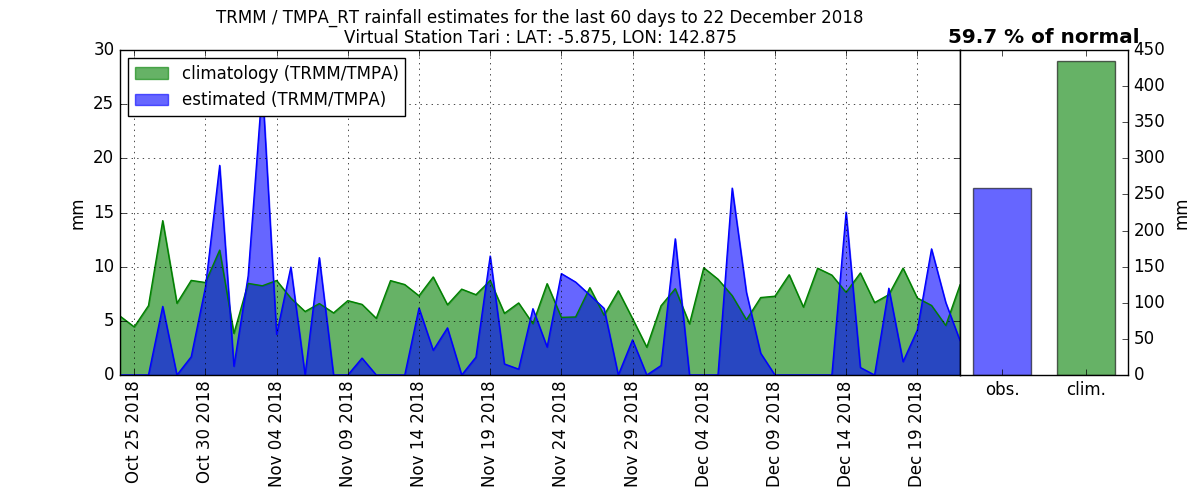 TRMM / TMPA_RT rainfall estimates for the last 60 days to 22 December 2018
Virtual Station Tari : LAT: -5.875, LON: 142.875
59.7 % of normal
climatology (TRMM/TMPA)
estimated (TRMM/TMPA)
30
25
20
15
10
5
0
mm
450
400
350
300
250
200
150
100
50
0
mm
obs.
clim.
Oct 25 2018
Oct 30 2018
Nov 04 2018
Nov 09 2018
Nov 14 2018
Nov 19 2018
Nov 24 2018
Nov 29 2018
Dec 04 2018
Dec 09 2018
Dec 14 2018
Dec 19 2018